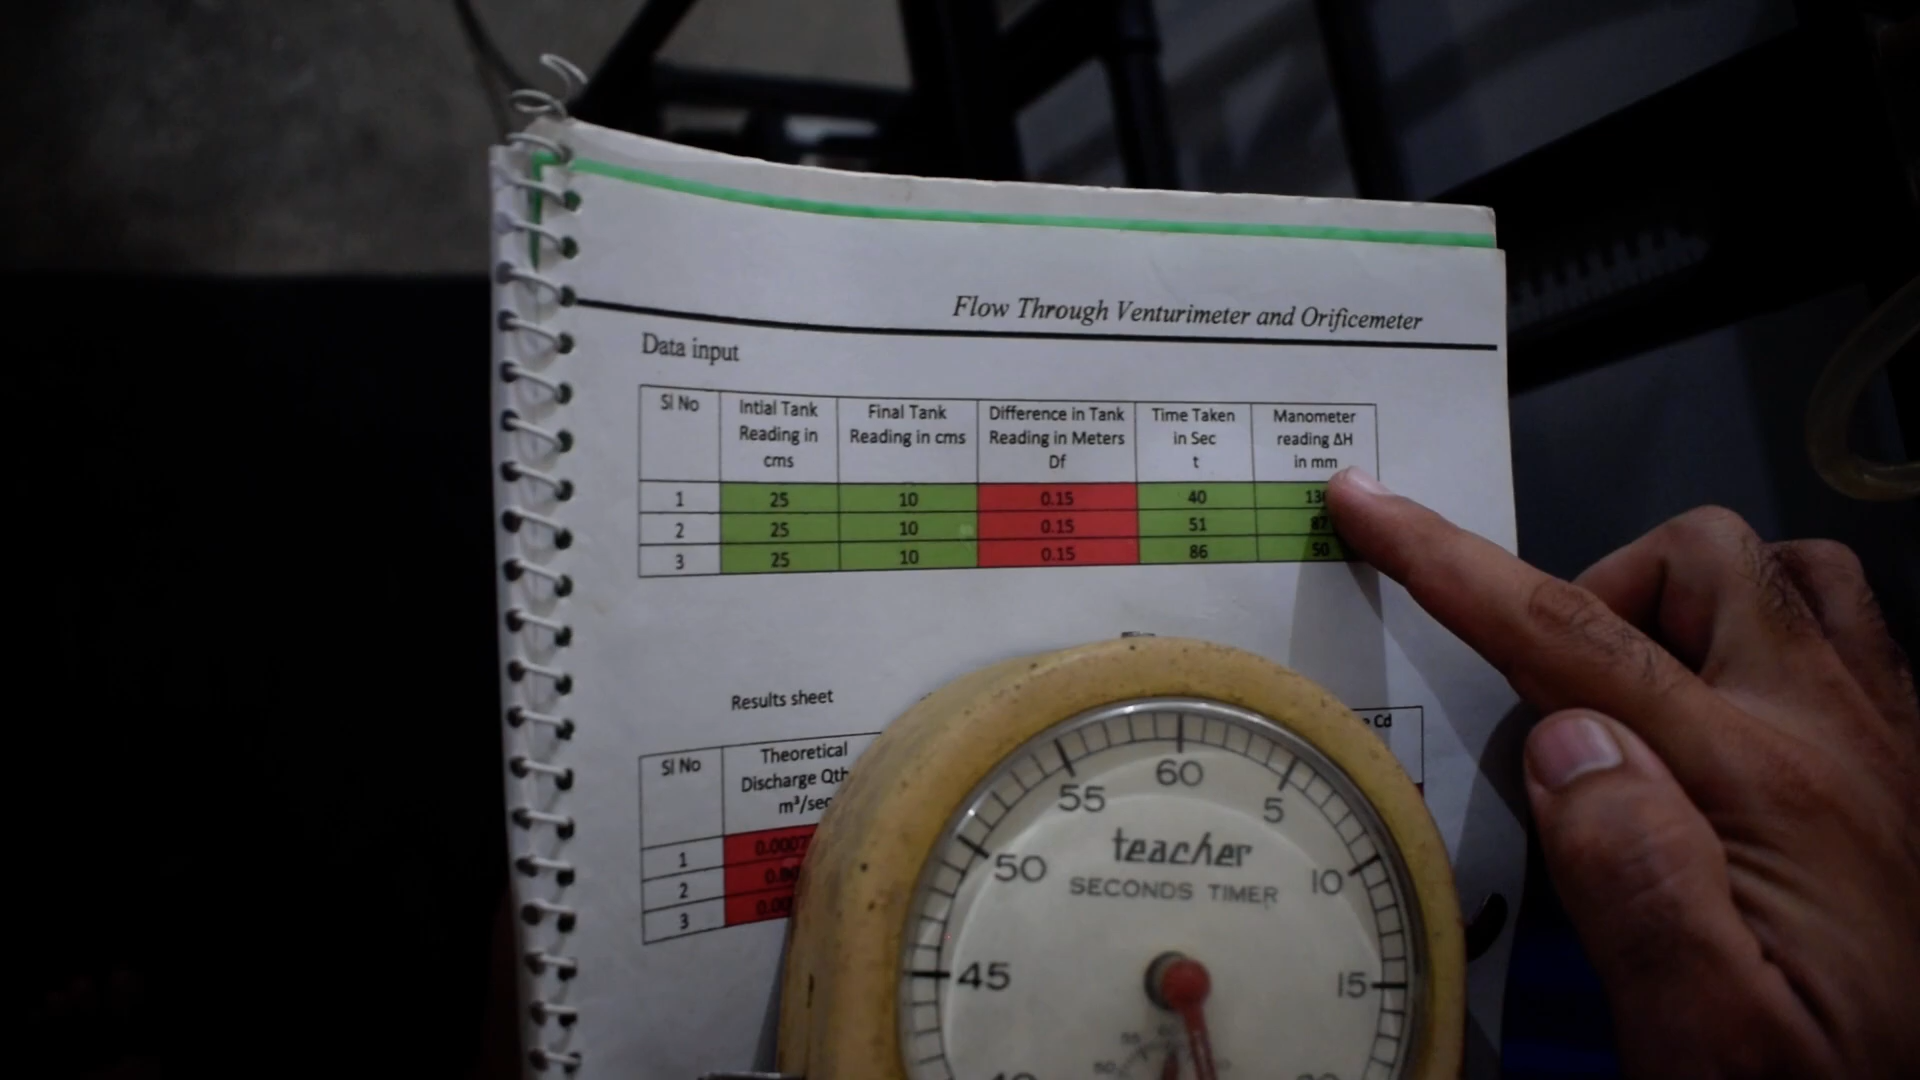 Flow Through Venturimeter and Orificemeter
Data input
Sl No | Intial Tank Reading in cms | Final Tank Reading in cms | Difference in Tank Reading in Meters Df | Time Taken in Sec t | Manometer reading ΔH in mm
1 25 10 0.15 40
2 25 10 0.15 51 87
3 25 10 0.15 86 50
Results sheet
Sl No | Theoretical Discharge Qth m³/sec | Cd
1
2
3
60
55 5
teacher
50 10
SECONDS TIMER
45 15